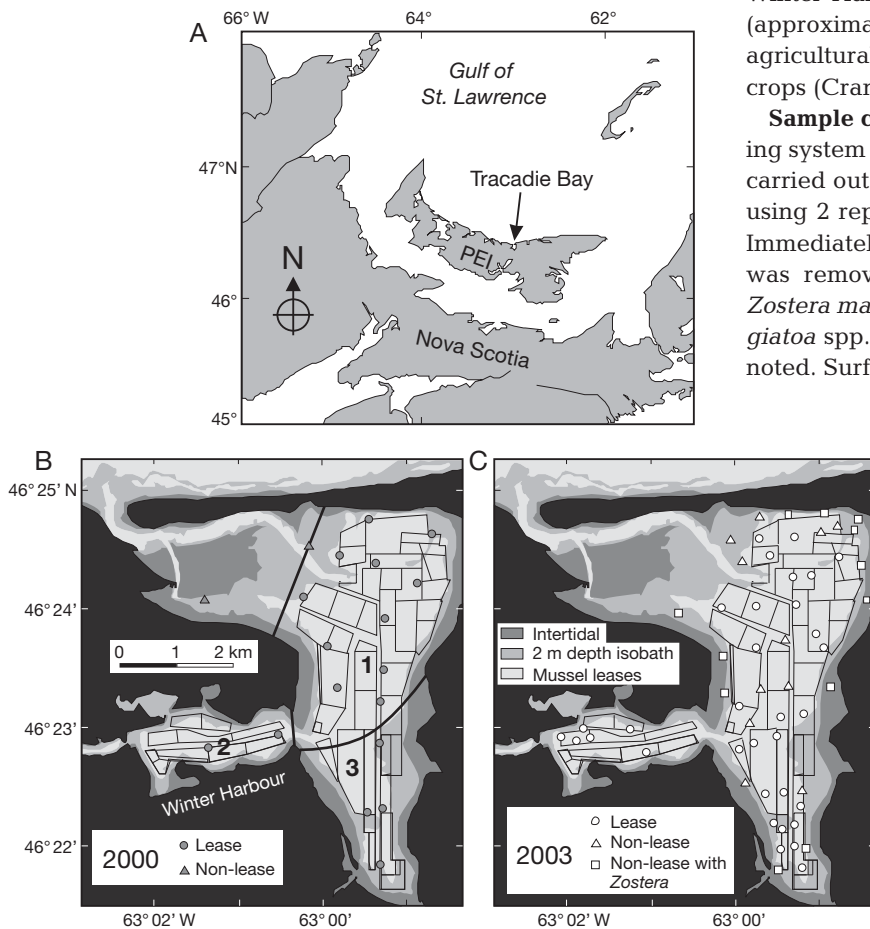 66° W
64°
62°
A
Gulf of
St. Lawrence
47°N
Tracadie Bay
PEI
N
46°
Nova Scotia
45°
(approxima
agricultura
crops (Cran
Sample c
ing system
carried out
using 2 rep
Immediatel
was remov
Zostera ma
giatoa spp.
noted. Surf
B
46° 25' N
46° 24'
0 1 2 km
1
46° 23'
2
3
Winter Harbour
46° 22'
2000
Lease
Non-lease
63° 02' W
63° 00'
C
Intertidal
2 m depth isobath
Mussel leases
2003
Lease
Non-lease
Non-lease with
Zostera
63° 02' W
63° 00'